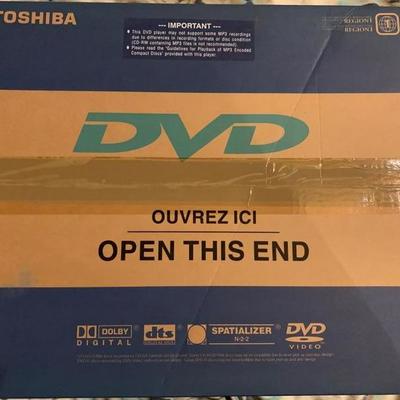 TOSHIBA
--- IMPORTANT ---
• This DVD player may not support some MP3 recordings
due to differences in recording formats or disc condition
(CD-RW containing MP3 files is not recommended).
• Please read the "Guidelines for Playback of MP3 Encoded
Compact Discs" provided with this player.
REGION1
1
REGION1
DVD
OUVREZ ICI
OPEN THIS END
DOLBY
DIGITAL
dts
SPATIALIZER
N-2-2
DVD
VIDEO